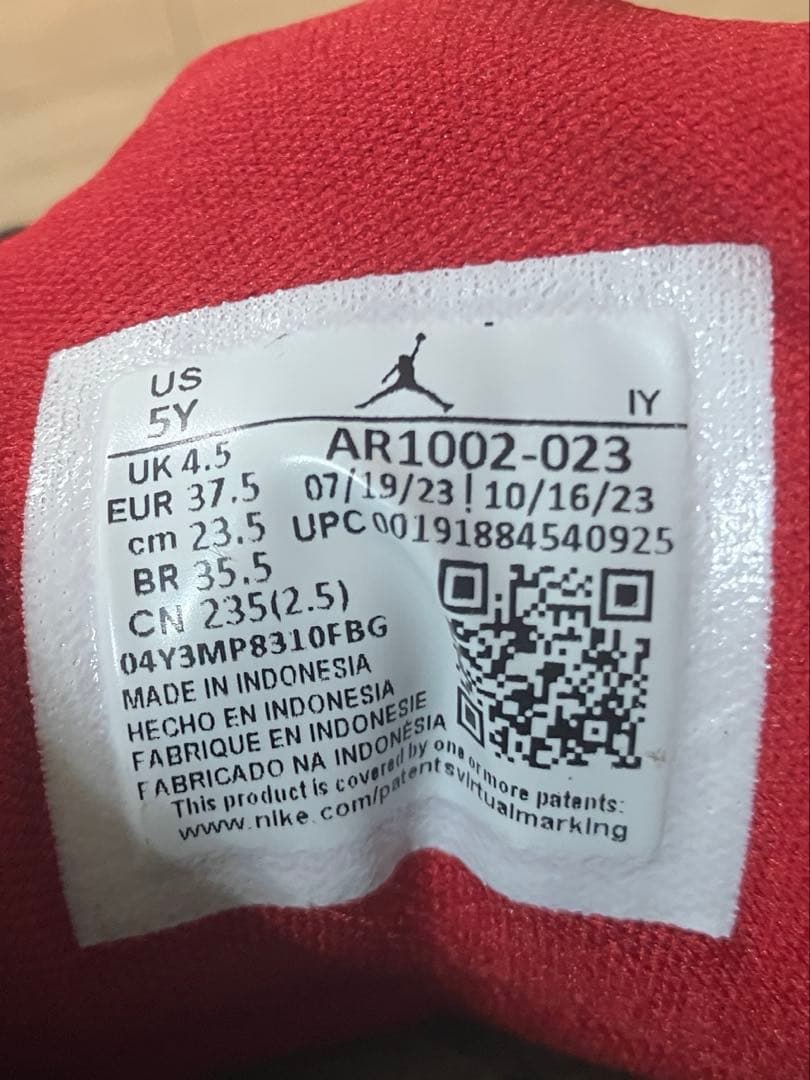 US
5Y
IY
UK 4.5
EUR 37.5
cm 23.5
BR 35.5
CN 235(2.5)
AR1002-023
07/19/23 | 10/16/23
UPC 00191884540925
04Y3MP8310FBG
MADE IN INDONESIA
HECHO EN INDONESIA
FABRIQUE EN INDONESIE
FABRICADO NA INDONÉSIA
This product is covered by one or more patents:
www.nike.com/patentsvirtualmarking